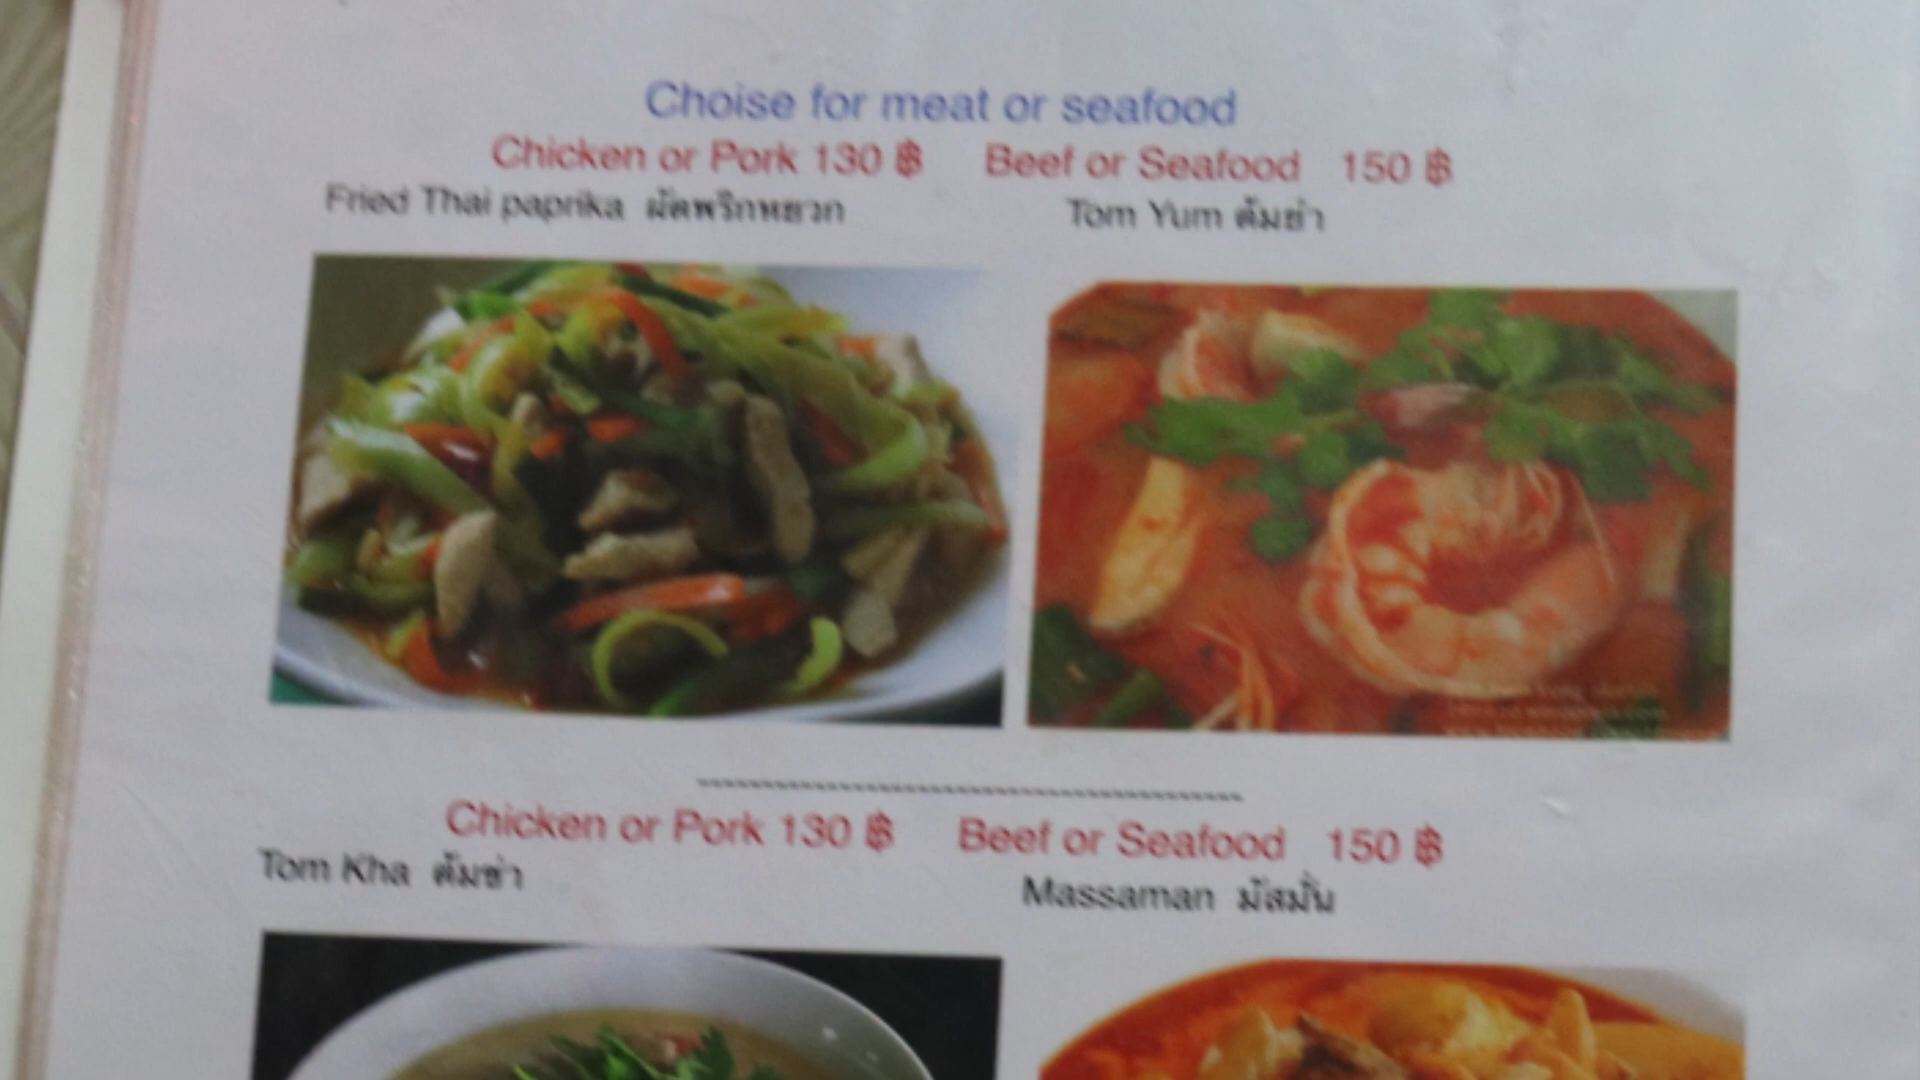 Choise for meat or seafood
Chicken or Pork 130 ฿ Beef or Seafood 150 ฿
Fried Thai paprika ผัดพริกหยวก Tom Yum ต้มยำ
-------------------------------------------
Chicken or Pork 130 ฿ Beef or Seafood 150 ฿
Tom Kha ต้มข่า Massaman มัสมั่น